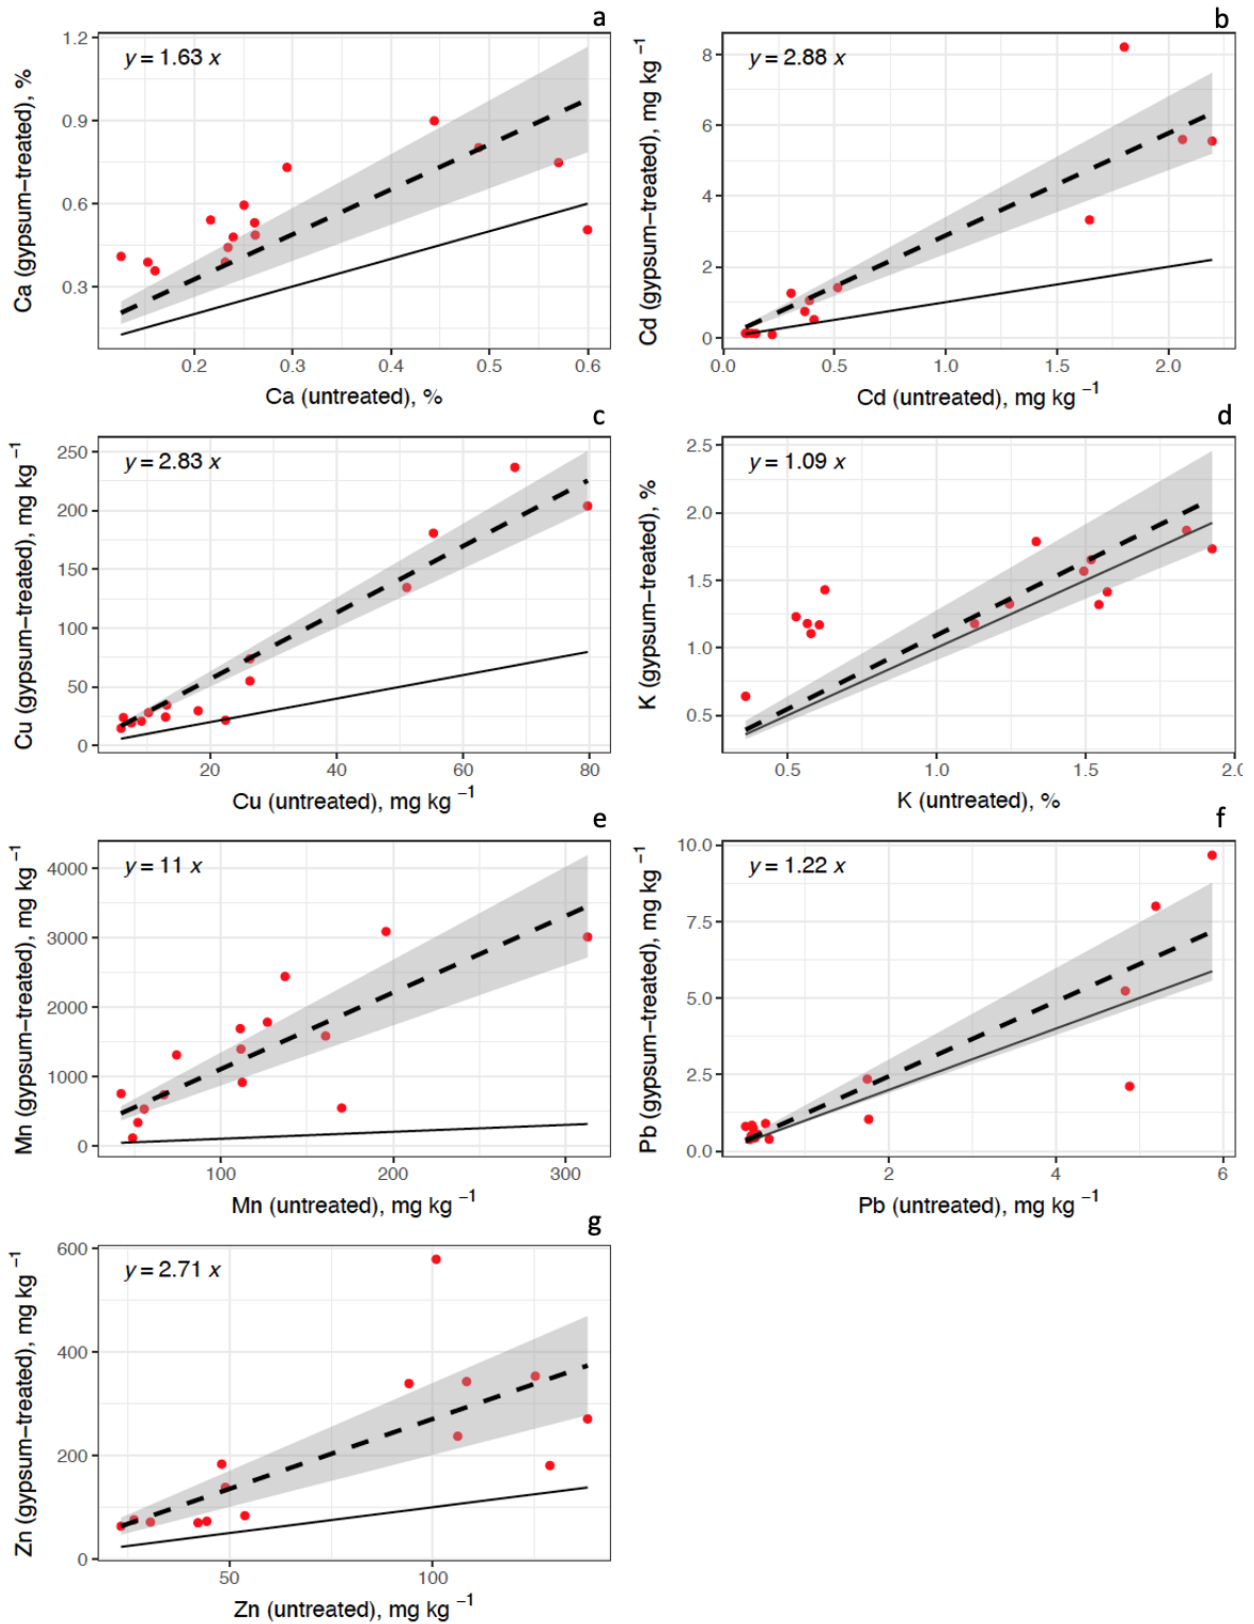 a
y = 1.63 x
Ca (gypsum−treated), %
1.2
0.9
0.6
0.3
0.2 0.3 0.4 0.5 0.6
Ca (untreated), %
b
y = 2.88 x
Cd (gypsum−treated), mg kg −1
8
6
4
2
0
0.0 0.5 1.0 1.5 2.0
Cd (untreated), mg kg −1
c
y = 2.83 x
Cu (gypsum−treated), mg kg −1
250
200
150
100
50
0
20 40 60 80
Cu (untreated), mg kg −1
d
y = 1.09 x
K (gypsum−treated), %
2.5
2.0
1.5
1.0
0.5
0.5 1.0 1.5 2.0
K (untreated), %
e
y = 11 x
Mn (gypsum−treated), mg kg −1
4000
3000
2000
1000
0
100 200 300
Mn (untreated), mg kg −1
f
y = 1.22 x
Pb (gypsum−treated), mg kg −1
10.0
7.5
5.0
2.5
0.0
2 4 6
Pb (untreated), mg kg −1
g
y = 2.71 x
Zn (gypsum−treated), mg kg −1
600
400
200
0
50 100
Zn (untreated), mg kg −1